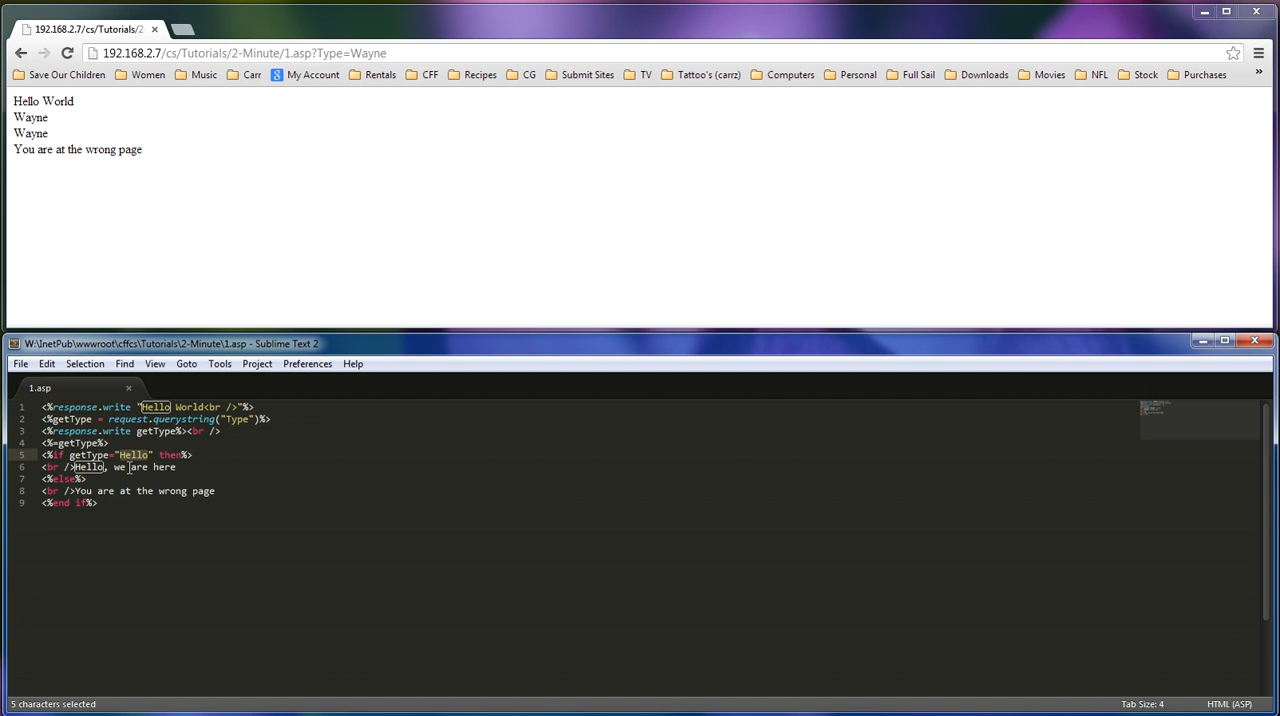 192.168.2.7/cs/Tutorials/2
192.168.2.7/cs/Tutorials/2-Minute/1.asp?Type=Wayne
Save Our Children Women Music Carr My Account Rentals CFF Recipes CG Submit Sites TV Tattoo's (carrz) Computers Personal Full Sail Downloads Movies NFL Stock Purchases »
Hello World
Wayne
Wayne
You are at the wrong page
W:\InetPub\wwwroot\cffcs\Tutorials\2-Minute\1.asp - Sublime Text 2
File Edit Selection Find View Goto Tools Project Preferences Help
1.asp
1 <%response.write "Hello World<br />"%>
2 <%getType = request.querystring("Type")%>
3 <%response.write getType%><br />
4 <%=getType%>
5 <%if getType="Hello" then%>
6 <br />Hello, we are here
7 <%else%>
8 <br />You are at the wrong page
9 <%end if%>
5 characters selected Tab Size: 4 HTML (ASP)